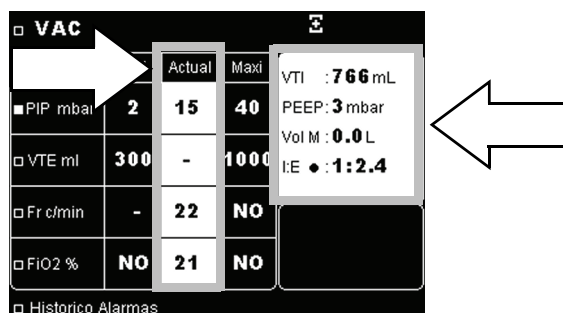 VAC
Actual Maxi
PIP mbar 2 15 40
VTE ml 300 - 1000
Fr c/min - 22 NO
FiO2 % NO 21 NO
VTI : 766 mL
PEEP: 3 mbar
Vol M : 0.0 L
I:E ● : 1:2.4
Historico Alarmas